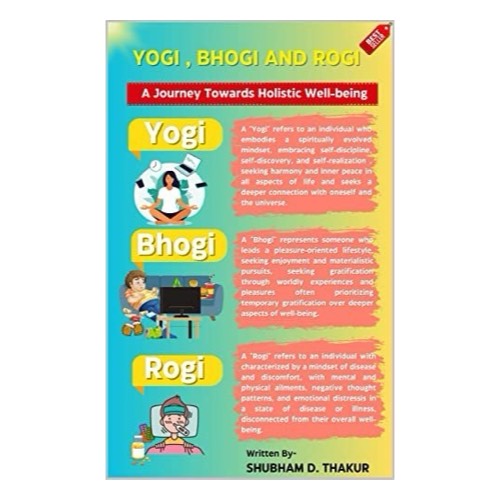 BEST
SELLER
YOGI , BHOGI AND ROGI
A Journey Towards Holistic Well-being
Yogi
A "Yogi" refers to an individual who
embodies a spiritually evolved
mindset, embracing self-discipline,
self-discovery, and self-realization ,
seeking harmony and inner peace in
all aspects of life and seeks a
deeper connection with oneself and
the universe.
Bhogi
A "Bhogi" represents someone who
leads a pleasure-oriented lifestyle,
seeking enjoyment and materialistic
pursuits, seeking gratification
through worldly experiences and
pleasures often prioritizing
temporary gratification over deeper
aspects of well-being.
Rogi
A "Rogi" refers to an individual with
characterized by a mindset of disease
and discomfort, with mental and
physical ailments, negative thought
patterns, and emotional distressis in
a state of disease or illness,
disconnected from their overall well-
being.
Written By-
SHUBHAM D. THAKUR